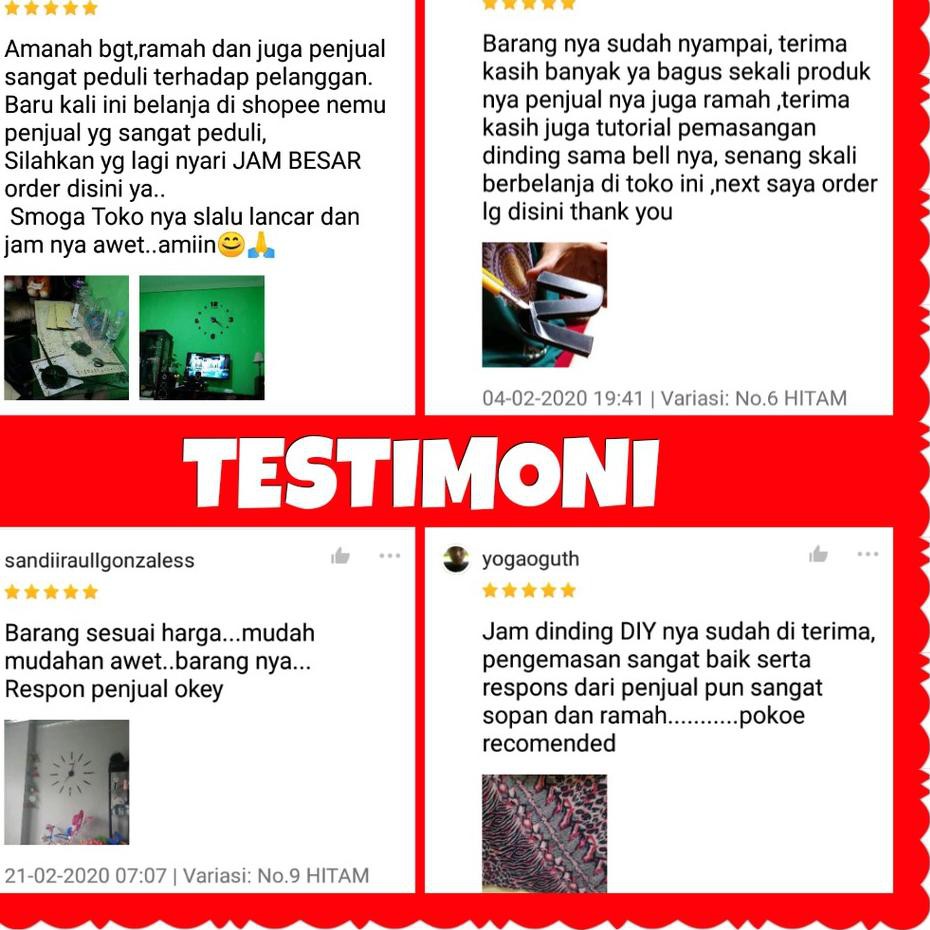 Amanah bgt,ramah dan juga penjual
sangat peduli terhadap pelanggan.
Baru kali ini belanja di shopee nemu
penjual yg sangat peduli,
Silahkan yg lagi nyari JAM BESAR
order disini ya..
Smoga Toko nya slalu lancar dan
jam nya awet..amiin😊🙏
Barang nya sudah nyampai, terima
kasih banyak ya bagus sekali produk
nya penjual nya juga ramah ,terima
kasih juga tutorial pemasangan
dinding sama bell nya, senang skali
berbelanja di toko ini ,next saya order
lg disini thank you
04-02-2020 19:41 | Variasi: No.6 HITAM
TESTIMONI
sandiiraullgonzaless
Barang sesuai harga...mudah
mudahan awet..barang nya...
Respon penjual okey
21-02-2020 07:07 | Variasi: No.9 HITAM
yogaoguth
Jam dinding DIY nya sudah di terima,
pengemasan sangat baik serta
respons dari penjual pun sangat
sopan dan ramah...........pokoe
recomended